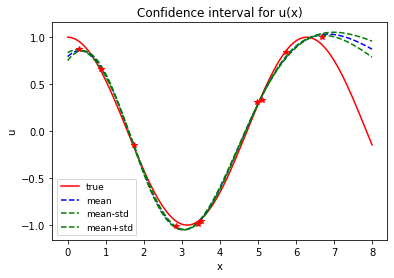 Confidence interval for u(x)
u
1.0
0.5
0.0
−0.5
−1.0
true
mean
mean-std
mean+std
0 1 2 3 4 5 6 7 8
x